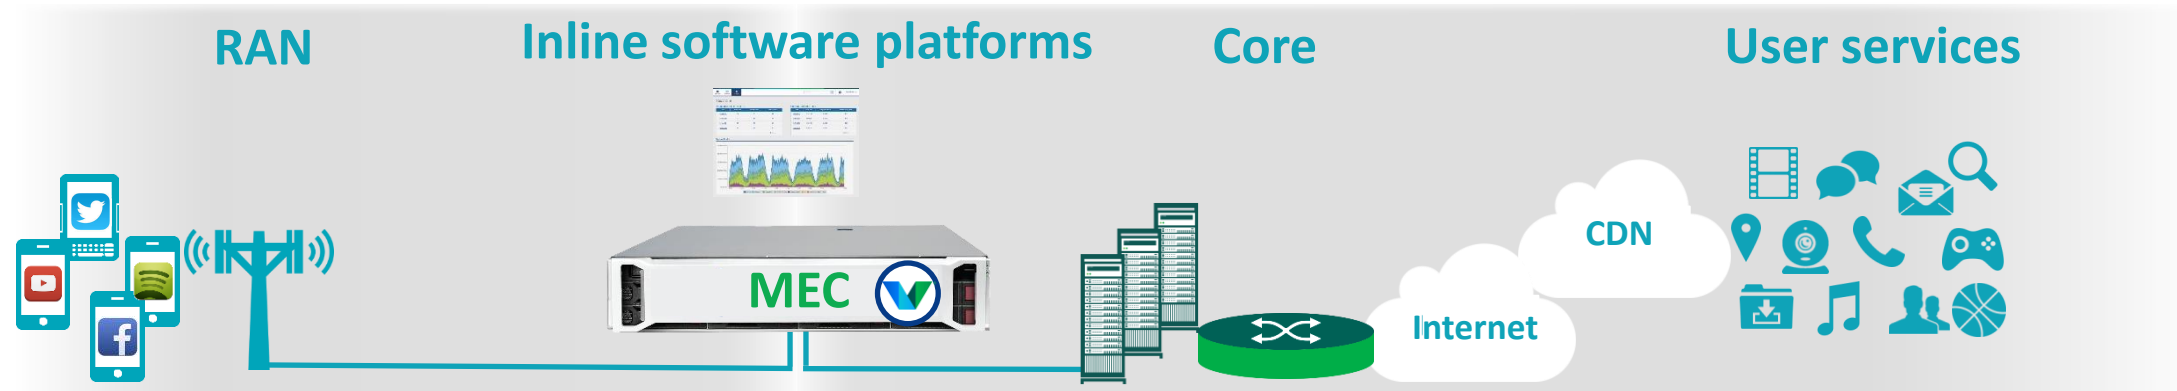 RAN
Inline software platforms
Core
User services
MEC
CDN
Internet